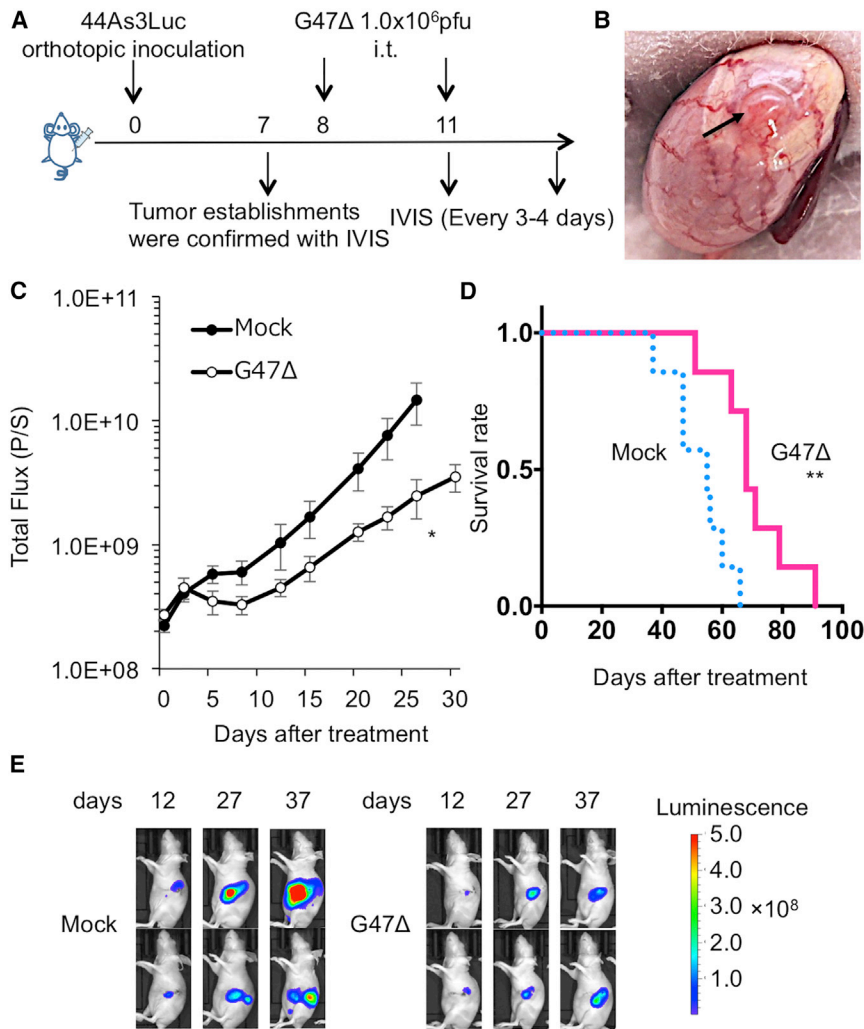 A
44As3Luc
orthotopic inoculation
G47Δ 1.0x10⁶pfu
i.t.
0 7 8 11
Tumor establishments
were confirmed with IVIS
IVIS (Every 3-4 days)
B
C
1.0E+11
1.0E+10
1.0E+09
1.0E+08
Total Flux (P/S)
Mock
G47Δ
*
0 5 10 15 20 25 30
Days after treatment
D
1.0
0.5
0.0
Survival rate
Mock
G47Δ
**
0 20 40 60 80 100
Days after treatment
E
days 12 27 37
Mock
days 12 27 37
G47Δ
Luminescence
5.0
4.0
3.0
2.0
1.0
×10⁸